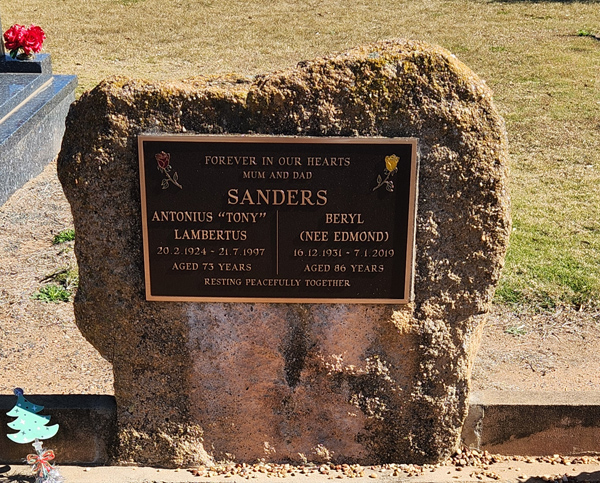 FOREVER IN OUR HEARTS
MUM AND DAD
SANDERS
ANTONIUS "TONY"
LAMBERTUS
20.2.1924 - 21.7.1997
AGED 73 YEARS
BERYL
(NEE EDMOND)
16.12.1931 - 7.1.2019
AGED 86 YEARS
RESTING PEACEFULLY TOGETHER